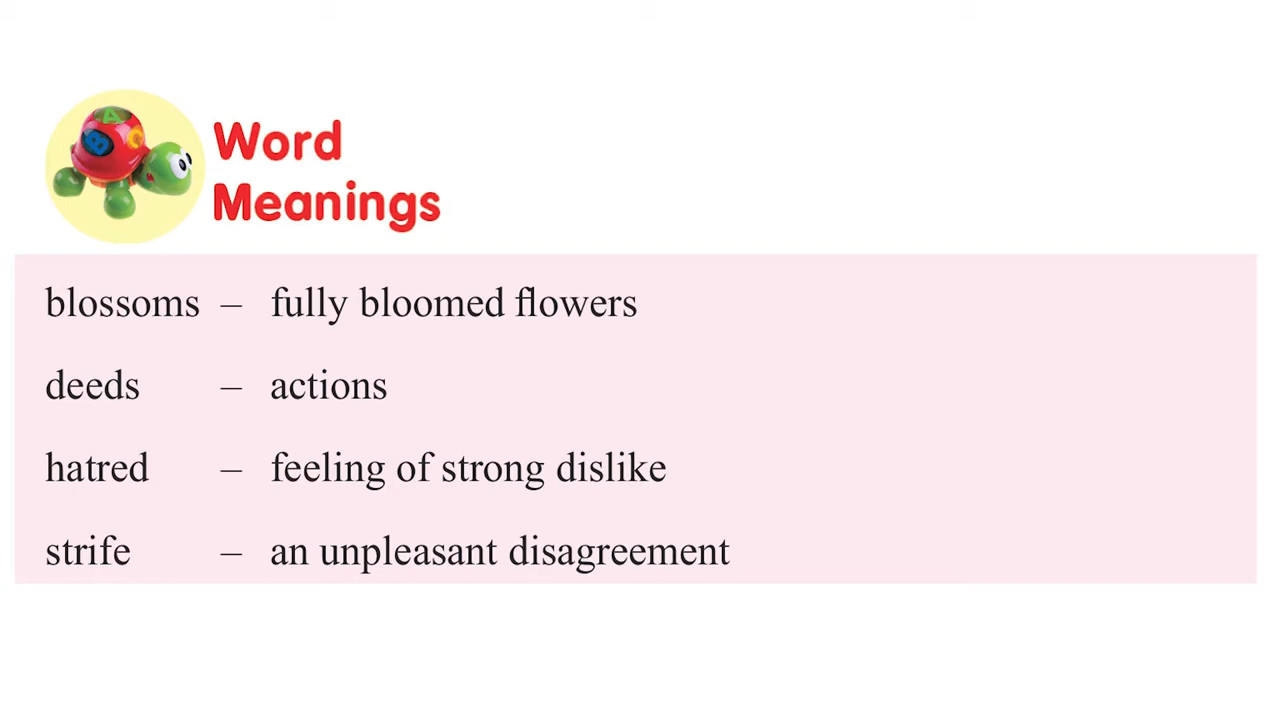 A
B
C
Word
Meanings
blossoms – fully bloomed flowers
deeds – actions
hatred – feeling of strong dislike
strife – an unpleasant disagreement